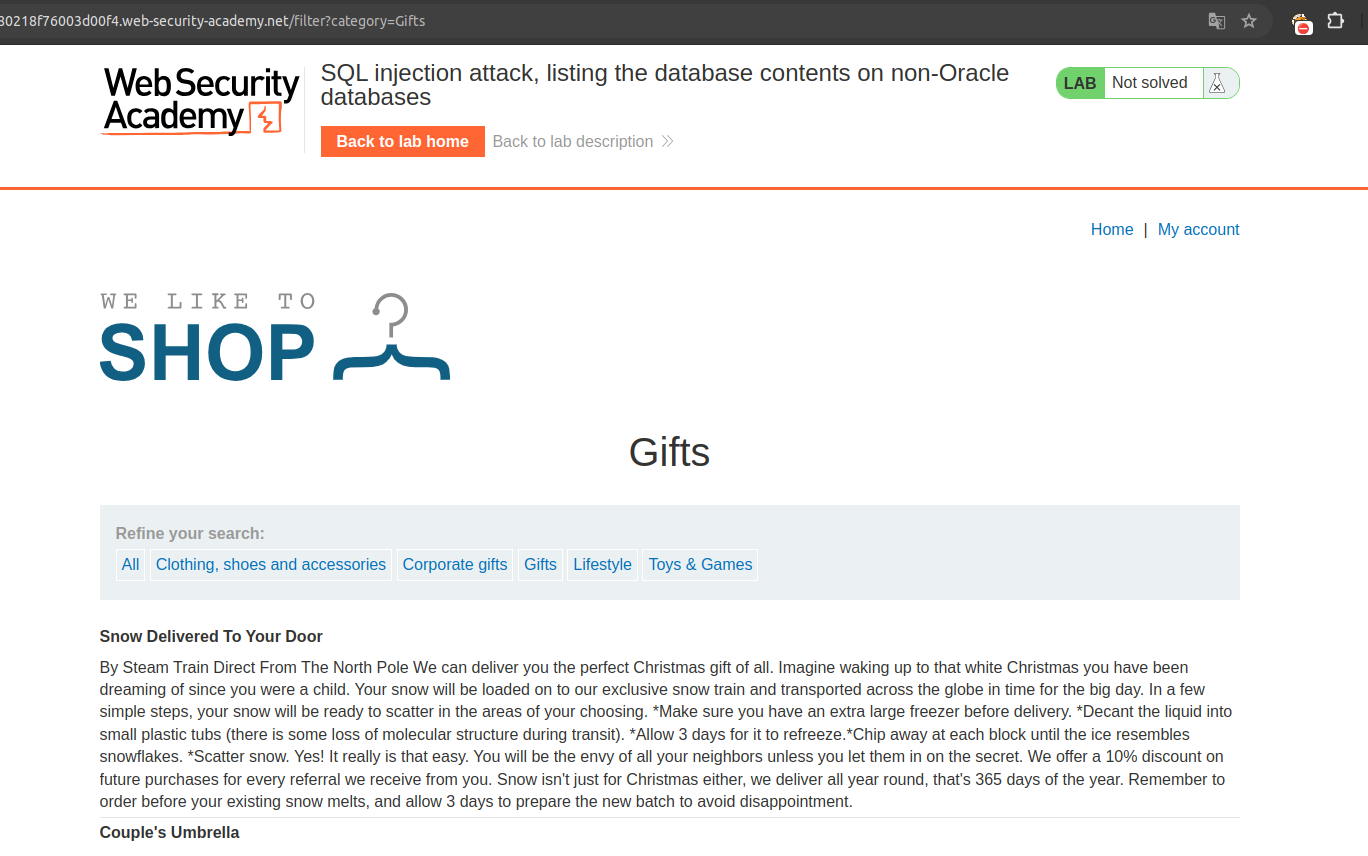 80218f76003d00f4.web-security-academy.net/filter?category=Gifts
Web Security
Academy
SQL injection attack, listing the database contents on non-Oracle
databases
LAB Not solved
Back to lab home Back to lab description
Home | My account
WE LIKE TO
SHOP
Gifts
Refine your search:
All Clothing, shoes and accessories Corporate gifts Gifts Lifestyle Toys & Games
Snow Delivered To Your Door
By Steam Train Direct From The North Pole We can deliver you the perfect Christmas gift of all. Imagine waking up to that white Christmas you have been
dreaming of since you were a child. Your snow will be loaded on to our exclusive snow train and transported across the globe in time for the big day. In a few
simple steps, your snow will be ready to scatter in the areas of your choosing. *Make sure you have an extra large freezer before delivery. *Decant the liquid into
small plastic tubs (there is some loss of molecular structure during transit). *Allow 3 days for it to refreeze.*Chip away at each block until the ice resembles
snowflakes. *Scatter snow. Yes! It really is that easy. You will be the envy of all your neighbors unless you let them in on the secret. We offer a 10% discount on
future purchases for every referral we receive from you. Snow isn't just for Christmas either, we deliver all year round, that's 365 days of the year. Remember to
order before your existing snow melts, and allow 3 days to prepare the new batch to avoid disappointment.
Couple's Umbrella